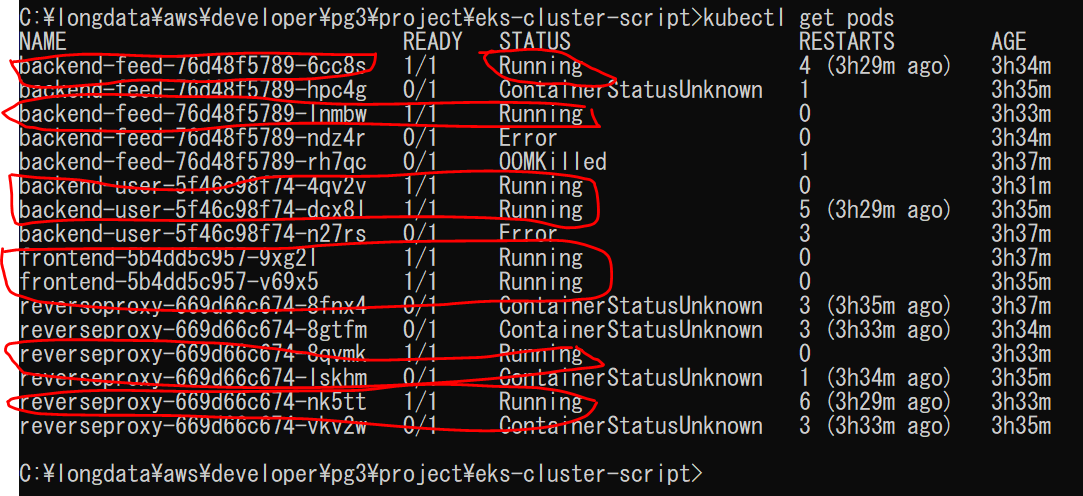 C:¥longdata¥aws¥developer¥pg3¥project¥eks-cluster-script>kubectl get pods
NAME READY STATUS RESTARTS AGE
backend-feed-76d48f5789-6cc8s 1/1 Running 4 (3h29m ago) 3h34m
backend-feed-76d48f5789-hpc4g 0/1 ContainerStatusUnknown 1 3h35m
backend-feed-76d48f5789-lnmbw 1/1 Running 0 3h33m
backend-feed-76d48f5789-ndz4r 0/1 Error 0 3h34m
backend-feed-76d48f5789-rh7qc 0/1 OOMKilled 1 3h37m
backend-user-5f46c98f74-4qv2v 1/1 Running 0 3h31m
backend-user-5f46c98f74-dcx8l 1/1 Running 5 (3h29m ago) 3h35m
backend-user-5f46c98f74-n27rs 0/1 Error 3 3h37m
frontend-5b4dd5c957-9xg2l 1/1 Running 0 3h37m
frontend-5b4dd5c957-v69x5 1/1 Running 0 3h35m
reverseproxy-669d66c674-8fnx4 0/1 ContainerStatusUnknown 3 (3h35m ago) 3h37m
reverseproxy-669d66c674-8gtfm 0/1 ContainerStatusUnknown 3 (3h33m ago) 3h34m
reverseproxy-669d66c674-8qvmk 1/1 Running 0 3h33m
reverseproxy-669d66c674-lskhm 0/1 ContainerStatusUnknown 1 (3h34m ago) 3h35m
reverseproxy-669d66c674-nk5tt 1/1 Running 6 (3h29m ago) 3h33m
reverseproxy-669d66c674-vkv2w 0/1 ContainerStatusUnknown 3 (3h33m ago) 3h35m
C:¥longdata¥aws¥developer¥pg3¥project¥eks-cluster-script>